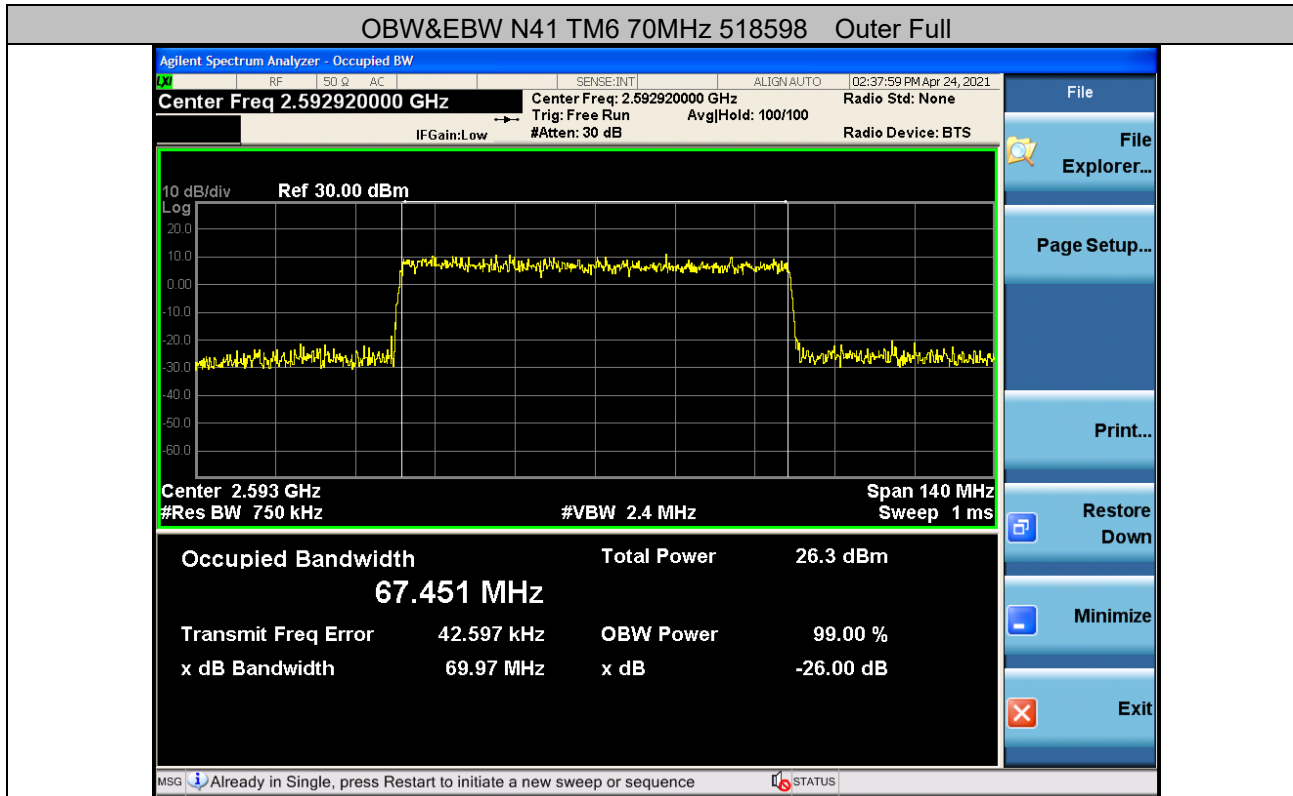 OBW&EBW N41 TM6 70MHz 518598 Outer Full
Agilent Spectrum Analyzer - Occupied BW
LXI RF 50 Ω AC SENSE:INT ALIGN AUTO 02:37:59 PM Apr 24, 2021
Center Freq 2.592920000 GHz
Center Freq: 2.592920000 GHz Radio Std: None
Trig: Free Run Avg|Hold: 100/100
IFGain:Low #Atten: 30 dB Radio Device: BTS
10 dB/div Ref 30.00 dBm
Log
20.0
10.0
0.00
-10.0
-20.0
-30.0
-40.0
-50.0
-60.0
Center 2.593 GHz Span 140 MHz
#Res BW 750 kHz #VBW 2.4 MHz Sweep 1 ms
Occupied Bandwidth Total Power 26.3 dBm
67.451 MHz
Transmit Freq Error 42.597 kHz OBW Power 99.00 %
x dB Bandwidth 69.97 MHz x dB -26.00 dB
MSG Already in Single, press Restart to initiate a new sweep or sequence STATUS
File
File
Explorer...
Page Setup...
Print...
Restore
Down
Minimize
Exit